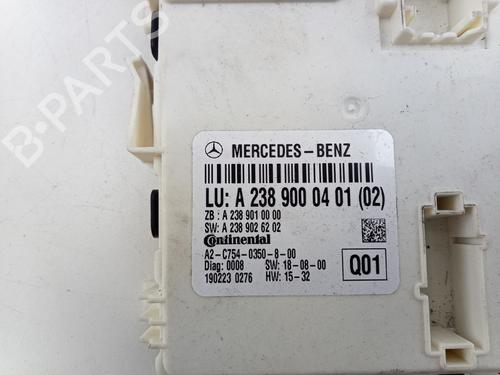 B-PARTS
MERCEDES-BENZ
LU: A 238 900 04 01 (02)
ZB : A 238 901 00 00
SW: A 238 902 62 02
Continental
A2-C754-0350-8-00
Diag: 0008 SW: 18-08-00
190223 0276 HW: 15-32
Q01